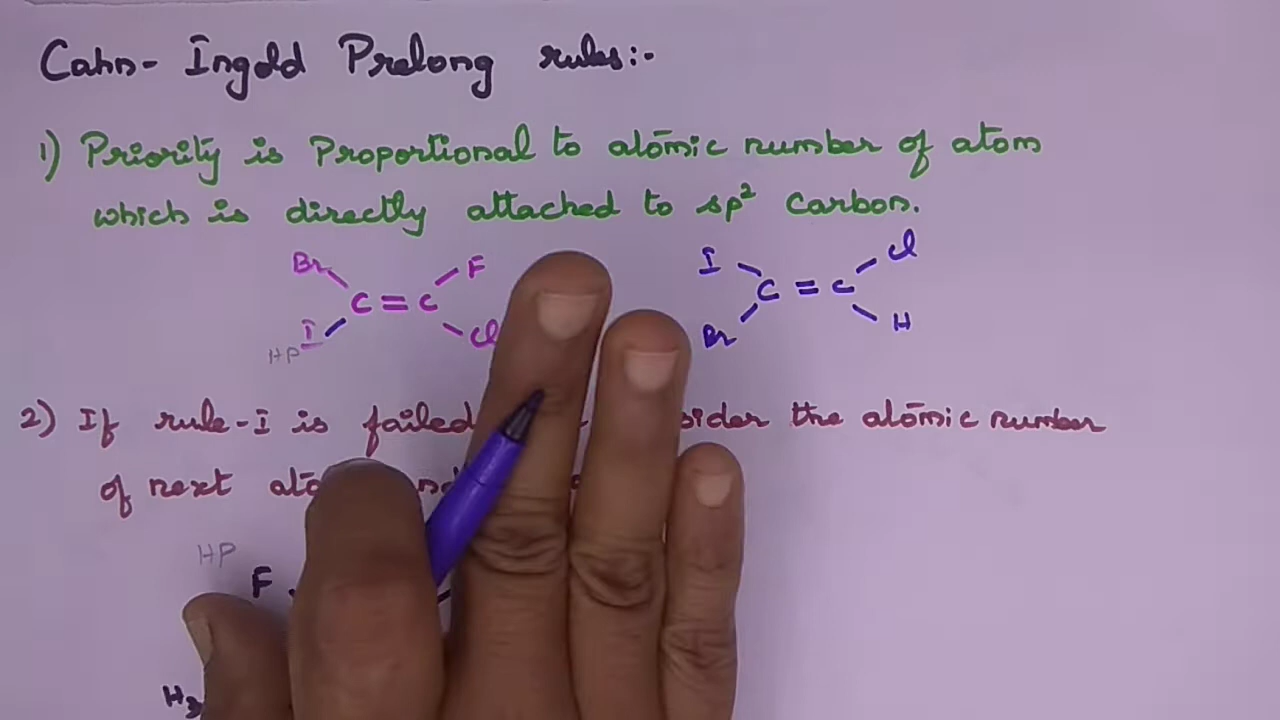 Cahn-Ingold Prelong rules:-
1) Priority is Proportional to atomic number of atom
which is directly attached to sp² carbon.
Br F I Cl
C = C C = C
I Cl Br H
HP
2) If rule-I is failed the atomic number
of next
HP
F
H3